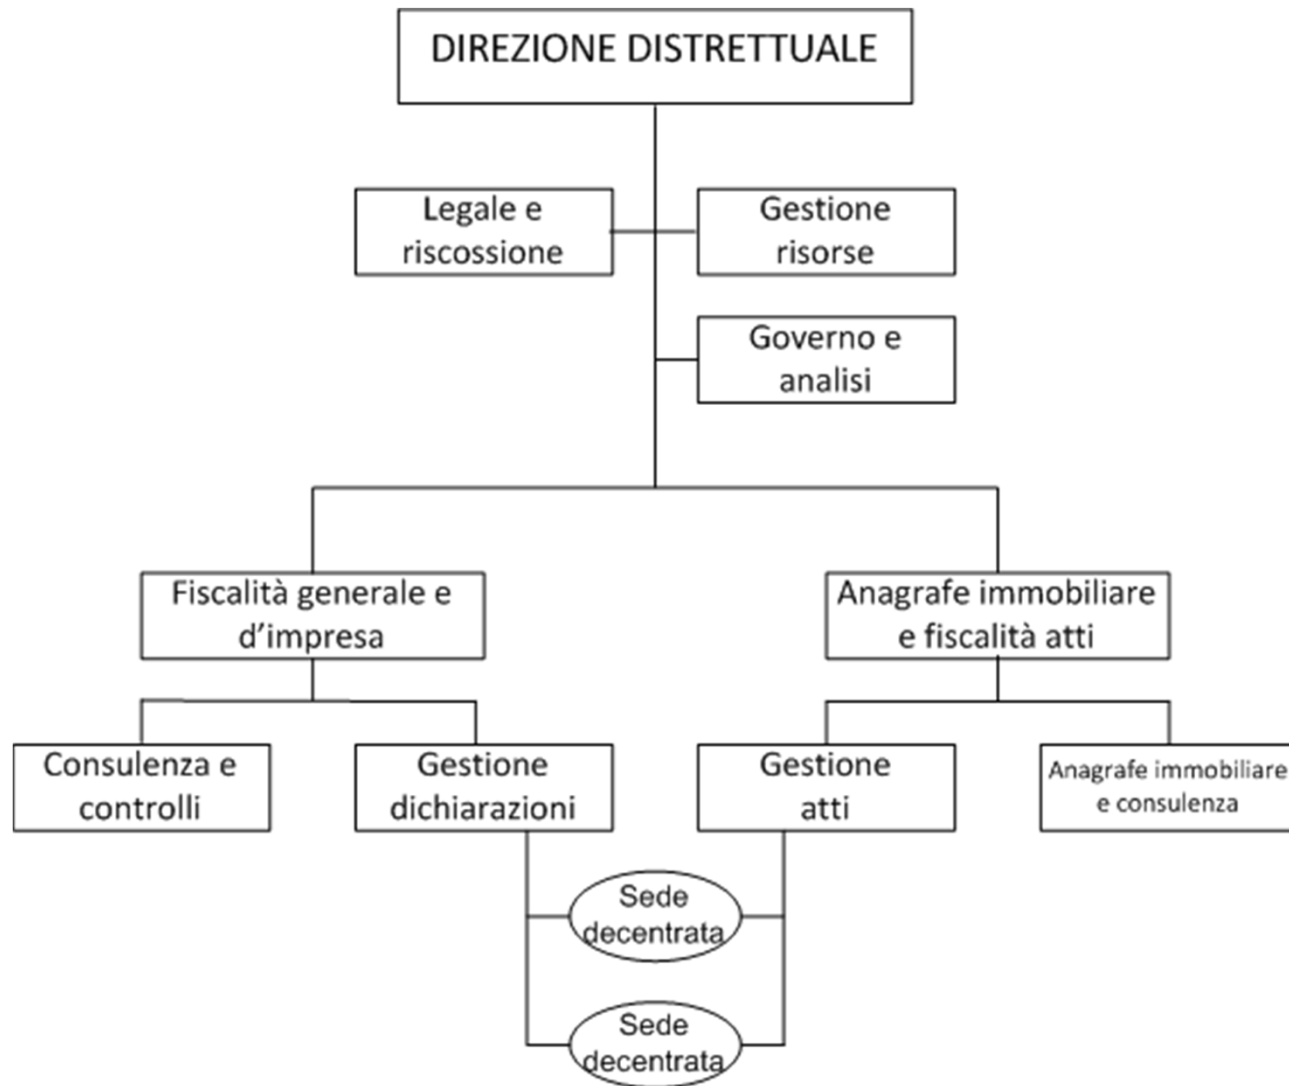 DIREZIONE DISTRETTUALE
Legale e
riscossione
Gestione
risorse
Governo e
analisi
Fiscalità generale e
d'impresa
Anagrafe immobiliare
e fiscalità atti
Consulenza e
controlli
Gestione
dichiarazioni
Gestione
atti
Anagrafe immobiliare
e consulenza
Sede
decentrata
Sede
decentrata